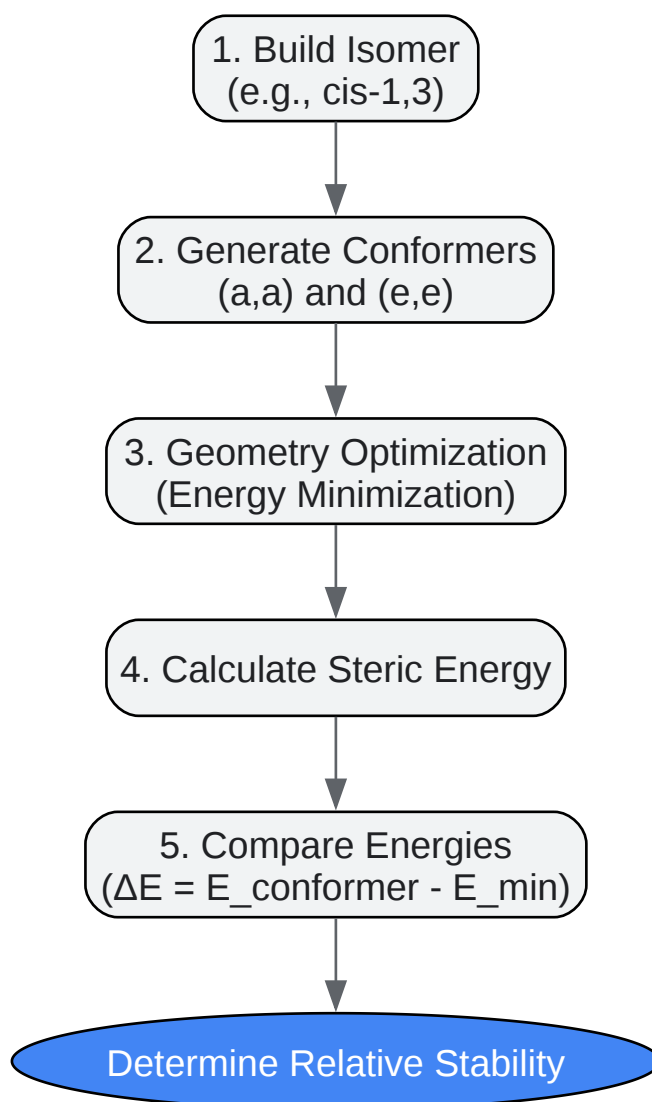 1. Build Isomer
(e.g., cis-1,3)
2. Generate Conformers
(a,a) and (e,e)
3. Geometry Optimization
(Energy Minimization)
4. Calculate Steric Energy
5. Compare Energies
(ΔE = E_conformer - E_min)
Determine Relative Stability